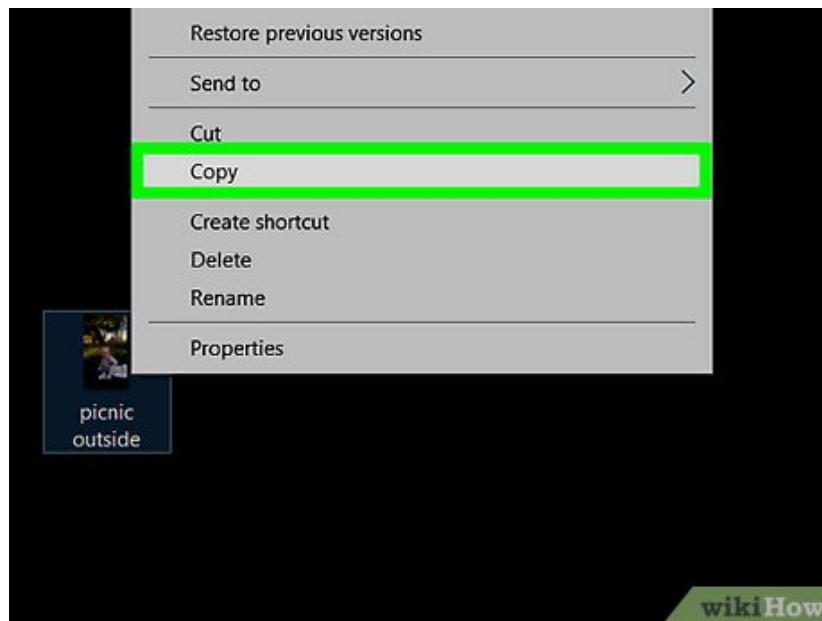 Restore previous versions
Send to
Cut
Copy
Create shortcut
Delete
Rename
Properties
picnic
outside
wikiHow